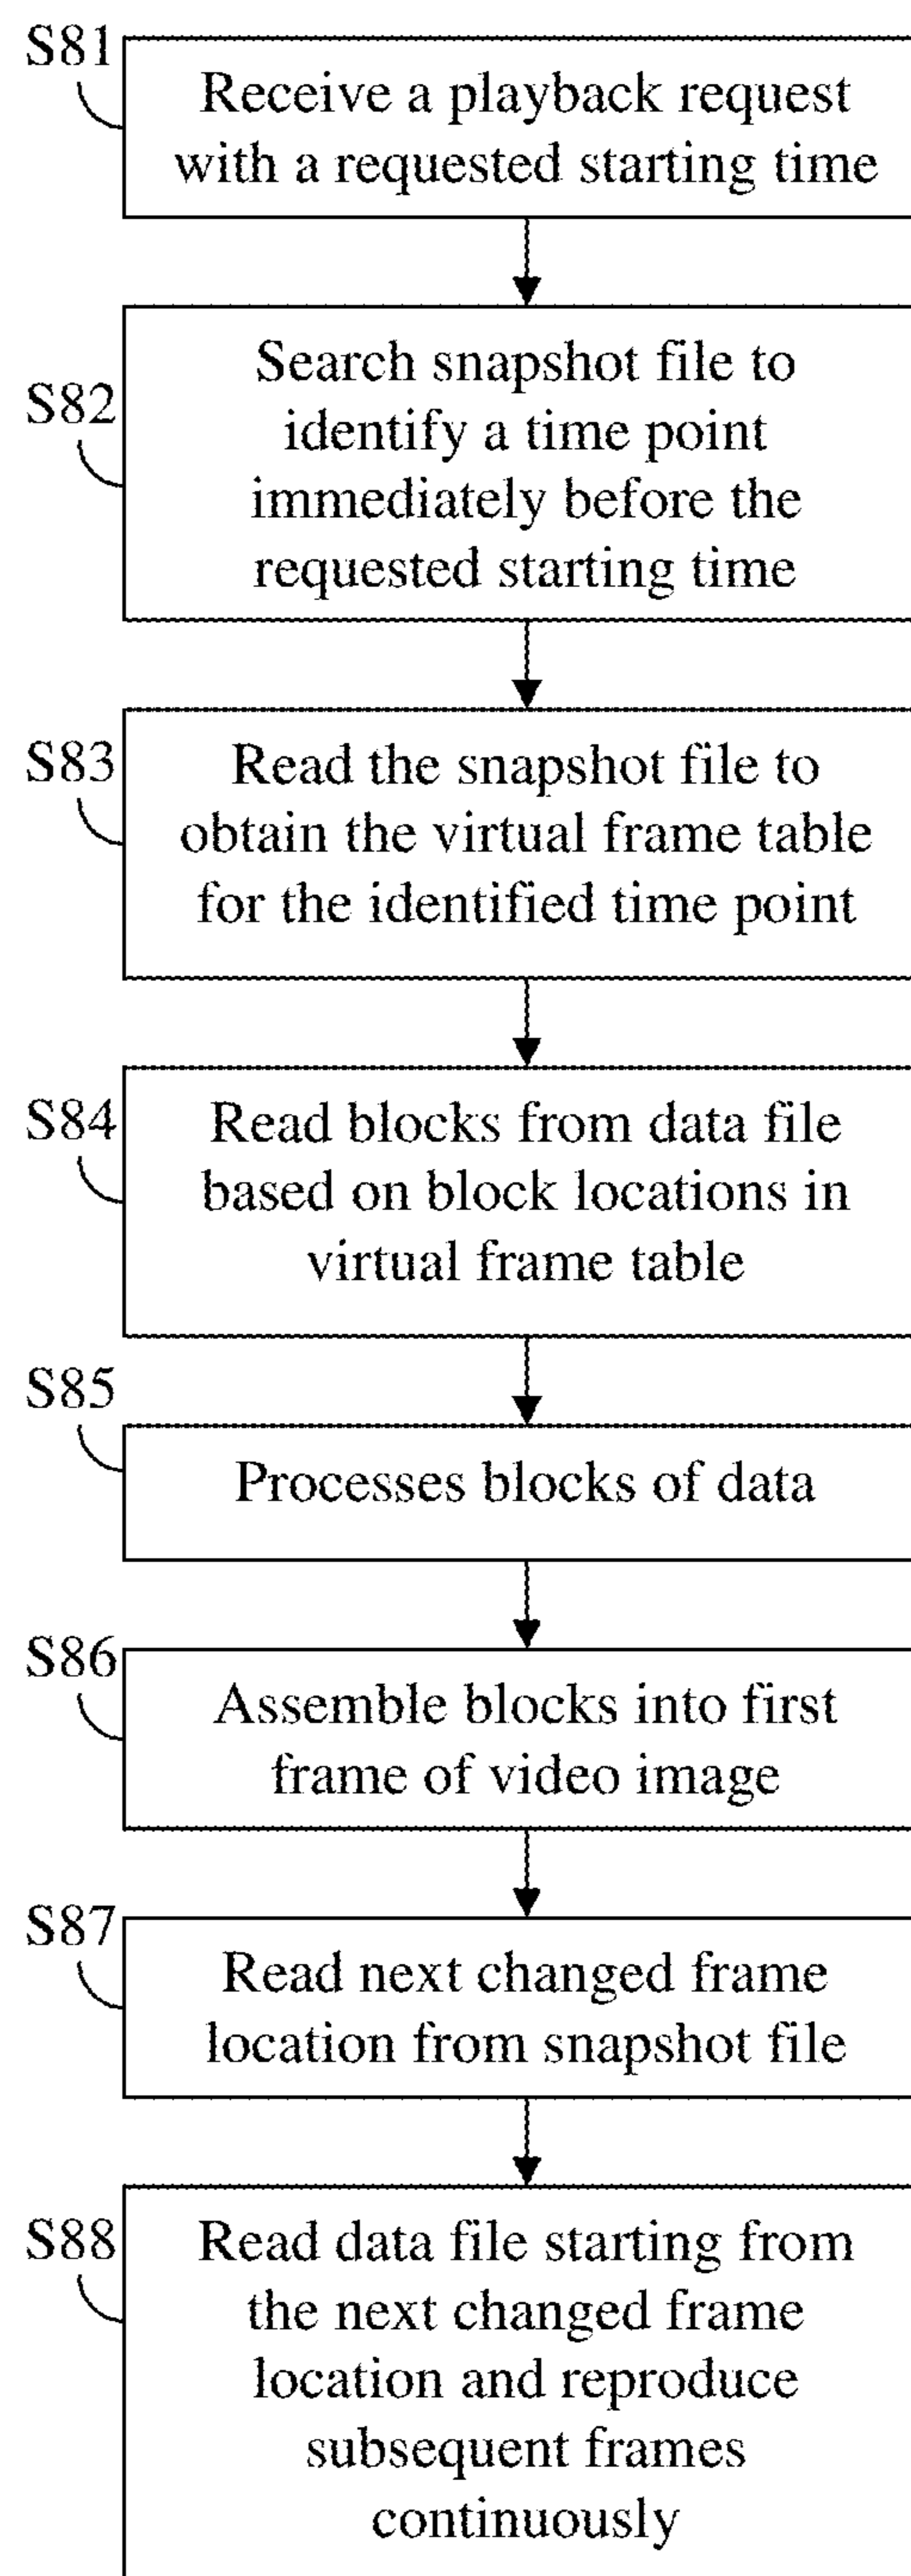 S81
Receive a playback request
with a requested starting time
S82
Search snapshot file to
identify a time point
immediately before the
requested starting time
S83
Read the snapshot file to
obtain the virtual frame table
for the identified time point
S84
Read blocks from data file
based on block locations in
virtual frame table
S85
Processes blocks of data
S86
Assemble blocks into first
frame of video image
S87
Read next changed frame
location from snapshot file
S88
Read data file starting from
the next changed frame
location and reproduce
subsequent frames
continuously